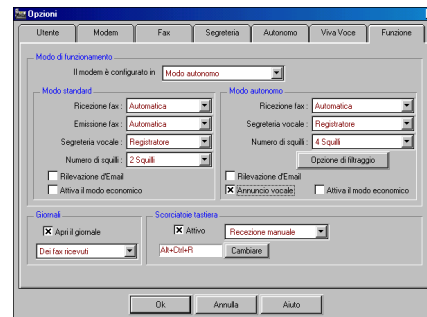 Opzioni
Utente Modem Fax Segreteria Autonomo Viva Voce Funzione
Modo di funzionamento
Il modem è configurato in Modo autonomo
Modo standard
Ricezione fax : Automatica
Emissione fax : Automatica
Segreteria vocale : Registratore
Numero di squilli : 2 Squilli
Rilevazione d'Email
Attiva il modo economico
Modo autonomo
Ricezione fax : Automatica
Segreteria vocale : Registratore
Numero di squilli : 4 Squilli
Opzione di filtraggio
Rilevazione d'Email
Annuncio vocale Attiva il modo economico
Giornali
Apri il giornale
Dei fax ricevuti
Scorciatoie tastiera
Attivo Recezione manuale
Alt+Ctrl+R Cambiare
Ok Annulla Aiuto